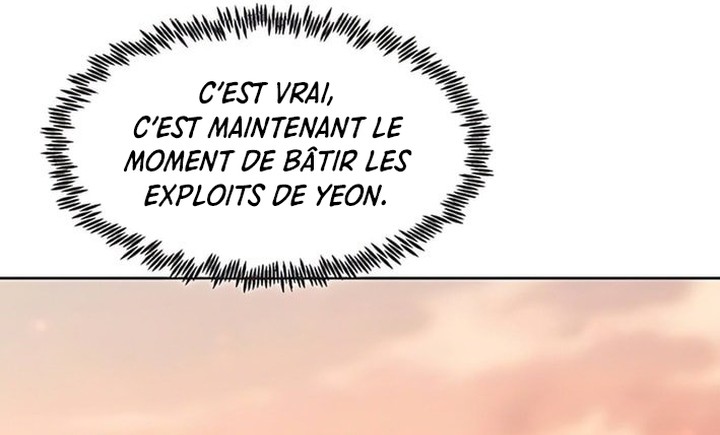 C'EST VRAI,
C'EST MAINTENANT LE
MOMENT DE BÂTIR LES
EXPLOITS DE YEON.